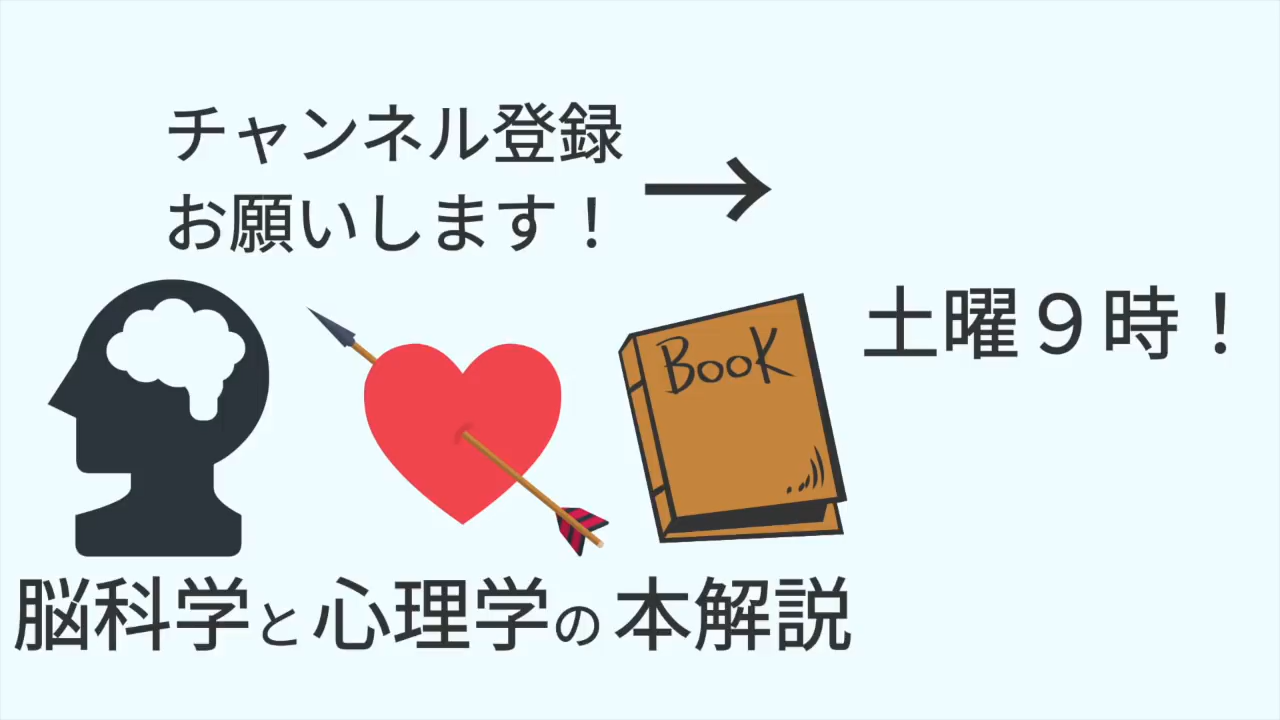 チャンネル登録
お願いします！
→
土曜９時！
BOOK
脳科学と心理学の本解説